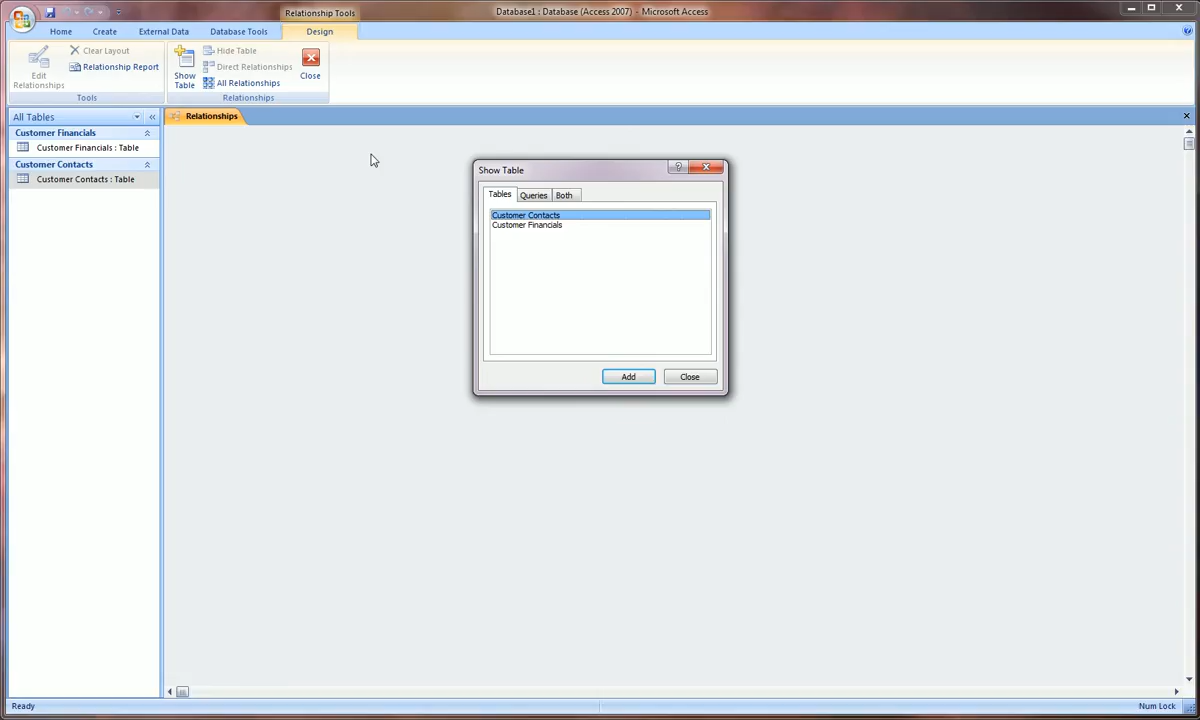 Relationship Tools
Database1 : Database (Access 2007) - Microsoft Access
Home
Create
External Data
Database Tools
Design
Edit
Relationships
Clear Layout
Relationship Report
Tools
Show
Table
Hide Table
Direct Relationships
All Relationships
Close
Relationships
All Tables
Customer Financials
Customer Financials : Table
Customer Contacts
Customer Contacts : Table
Relationships
Show Table
Tables
Queries
Both
Customer Contacts
Customer Financials
Add
Close
Ready
Num Lock